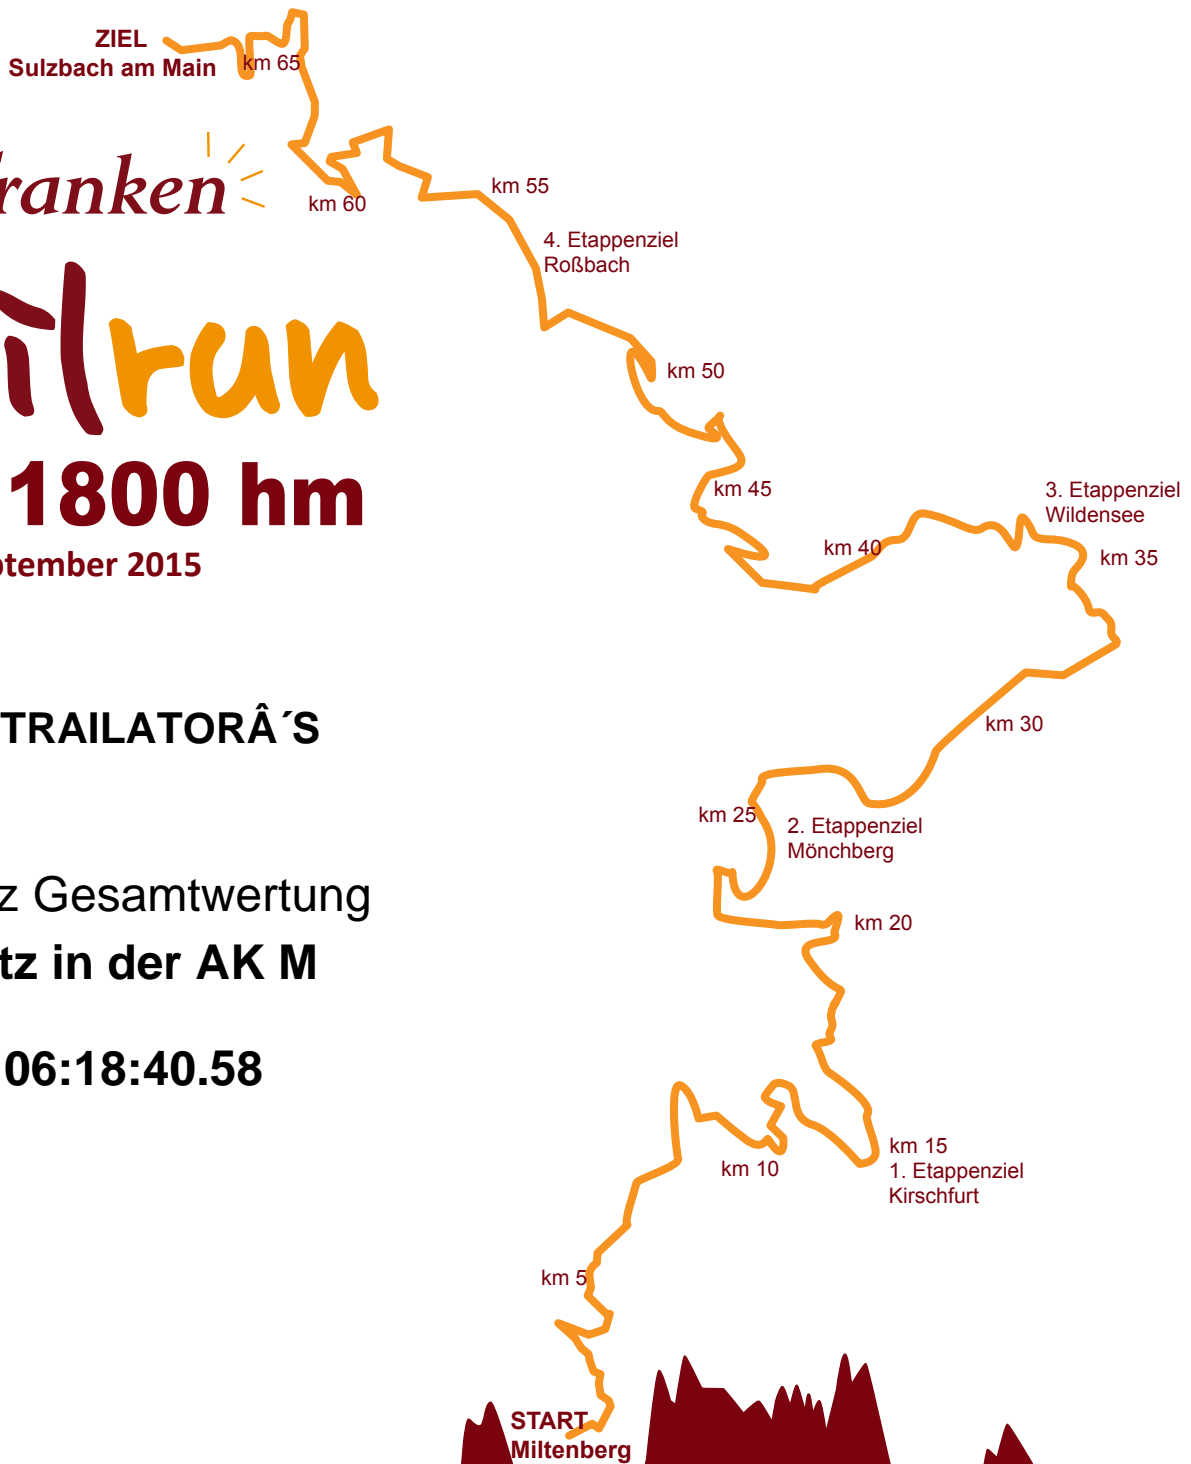 ZIEL
Sulzbach am Main
km 65
ranken
km 60
km 55
4. Etappenziel
Roßbach
ilrun
km 50
1800 hm
km 45
3. Etappenziel
Wildensee
ptember 2015
km 40
km 35
TRAILATORÂ´S
km 30
km 25
2. Etappenziel
Mönchberg
z Gesamtwertung
km 20
tz in der AK M
06:18:40.58
km 15
1. Etappenziel
Kirschfurt
km 10
km 5
START
Miltenberg